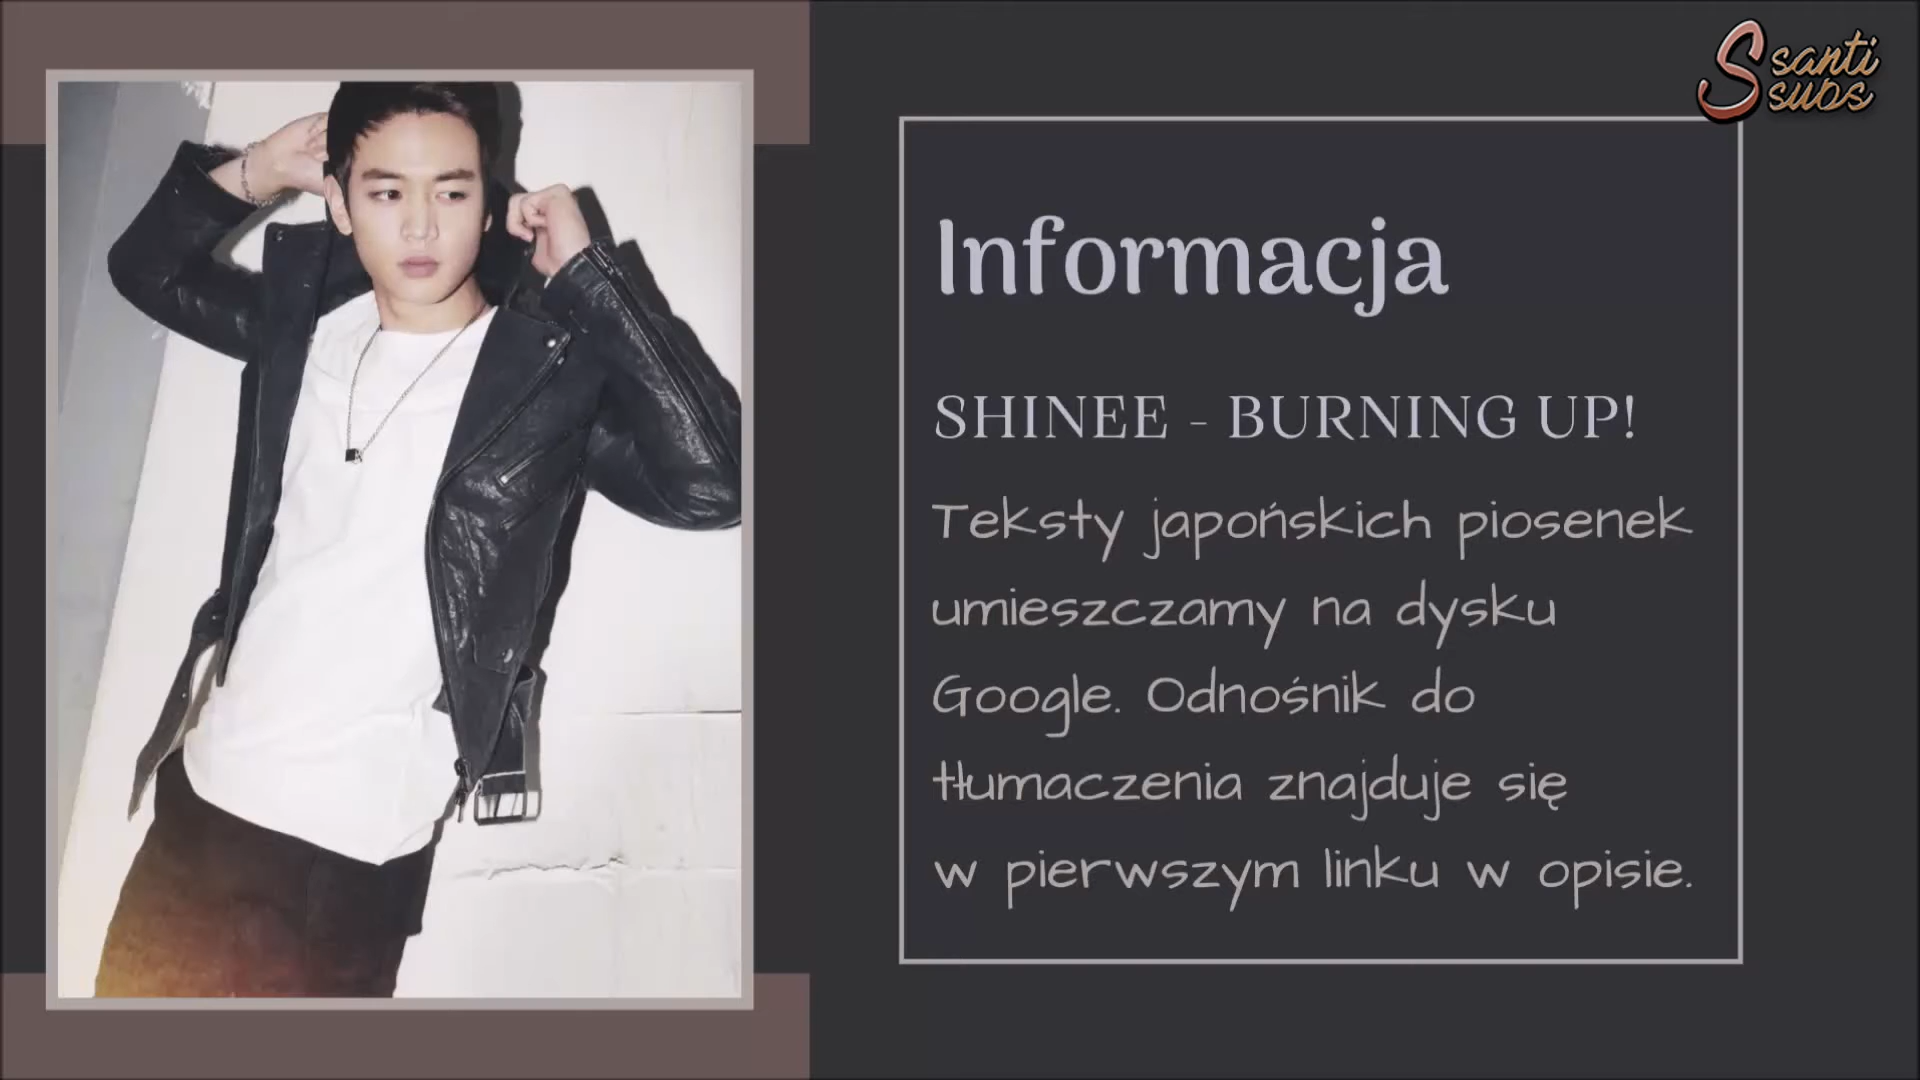 Ssanti
subs
Informacja
SHINEE - BURNING UP!
Teksty japońskich piosenek
umieszczamy na dysku
Google. Odnośnik do
tłumaczenia znajduje się
w pierwszym linku w opisie.